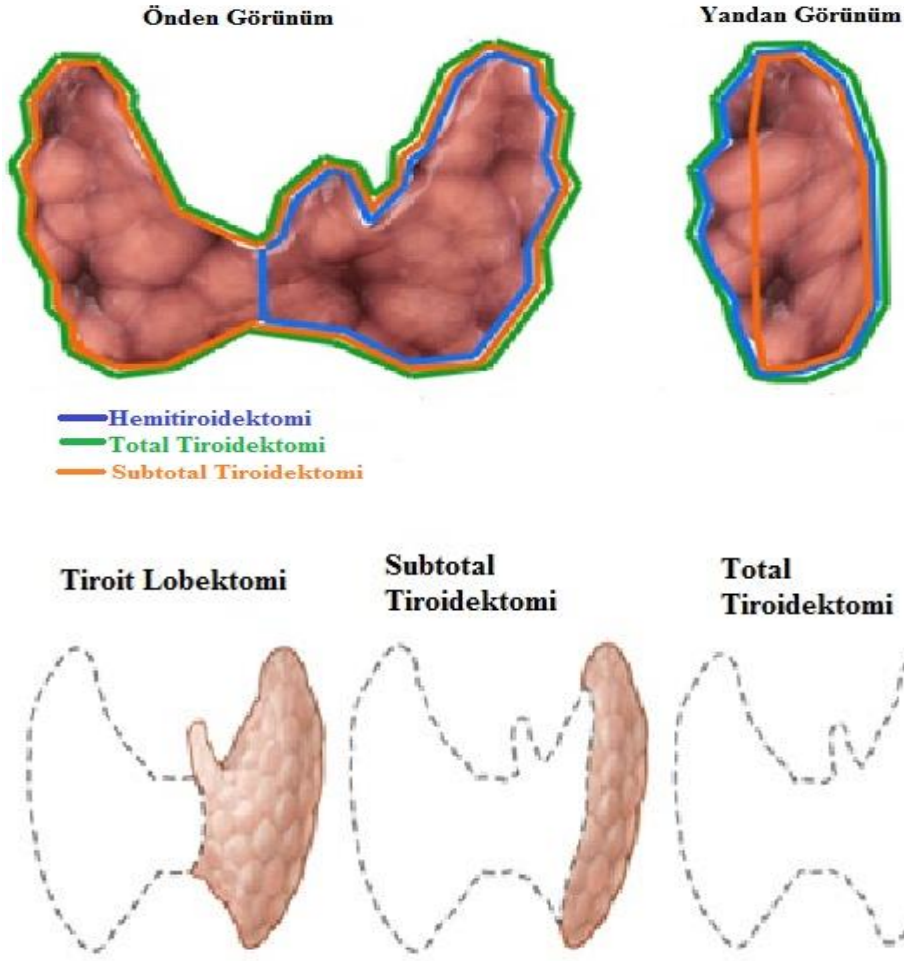 Önden Görünüm
Yandan Görünüm
Hemitiroidektomi
Total Tiroidektomi
Subtotal Tiroidektomi
Tiroit Lobektomi
Subtotal
Tiroidektomi
Total
Tiroidektomi